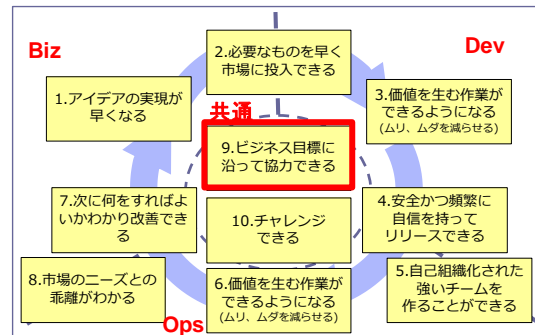 Biz
Dev
2.必要なものを早く
市場に投入できる
1.アイデアの実現が
早くなる
3.価値を生む作業が
できるようになる
(ムリ、ムダを減らせる)
共通
9.ビジネス目標に
沿って協力できる
7.次に何をすればよ
いかわかり改善でき
る
10.チャレンジ
できる
4.安全かつ頻繁に
自信を持って
リリースできる
8.市場のニーズとの
乖離がわかる
6.価値を生む作業が
できるようになる
(ムリ、ムダを減らせる)
5.自己組織化された
強いチームを
作ることができる
Ops